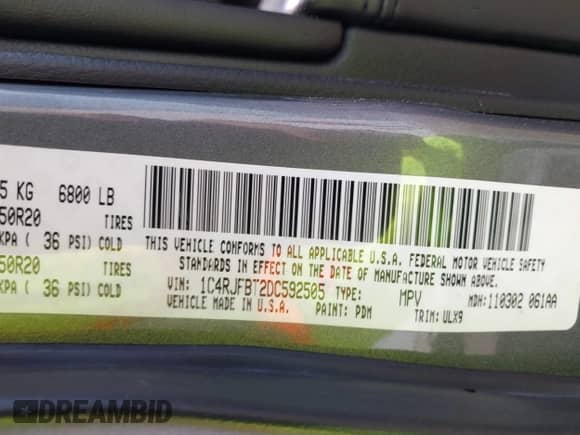 5 KG 6800 LB
50R20 TIRES
KPA ( 36 PSI) COLD
50R20 TIRES
KPA ( 36 PSI) COLD
THIS VEHICLE CONFORMS TO ALL APPLICABLE U.S.A. FEDERAL MOTOR VEHICLE SAFETY
STANDARDS IN EFFECT ON THE DATE OF MANUFACTURE SHOWN ABOVE.
VIN: 1C4RJFBT2DC592505 TYPE: MPV MDH: 110302 061AA
VEHICLE MADE IN U.S.A. PAINT: PDM TRIM: ULX9
DREAMBID